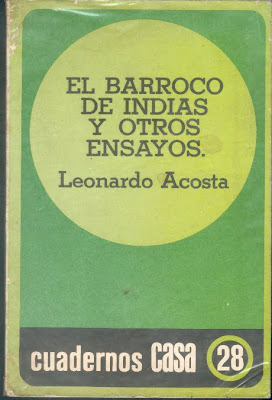 EL BARROCO
DE INDIAS
Y OTROS
ENSAYOS.
Leonardo Acosta
cuadernos casa 28